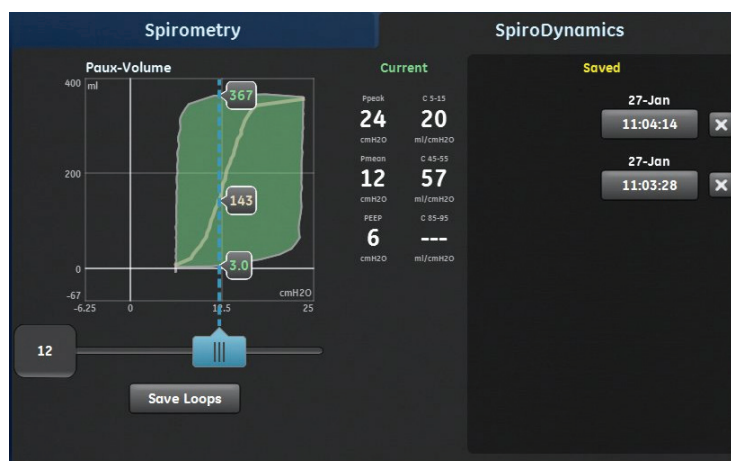 Spirometry
SpiroDynamics
Paux-Volume
Current
Saved
400
ml
367
200
143
0
3.0
-67
cmH2O
-6.25
0
12.5
25
12
Save Loops
Ppeak
C 5-15
24
20
cmH2O
ml/cmH2O
Pmean
C 45-55
12
57
cmH2O
ml/cmH2O
PEEP
C 85-95
6
---
cmH2O
ml/cmH2O
27-Jan
11:04:14
27-Jan
11:03:28